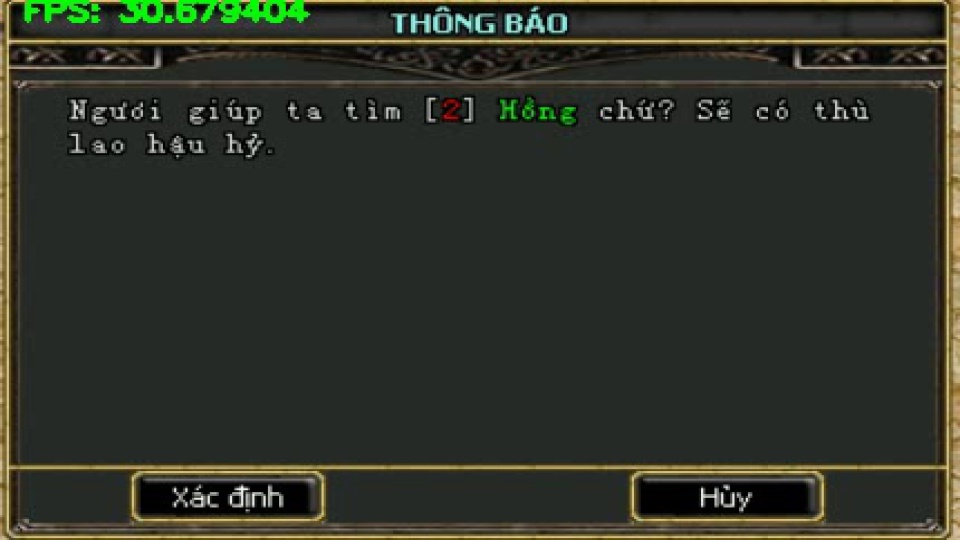 FPS: 30.679404
THÔNG BÁO
Ngươi giúp ta tìm [2] Hồng chứ? Sẽ có thù
lao hậu hỷ.
Xác định
Hủy